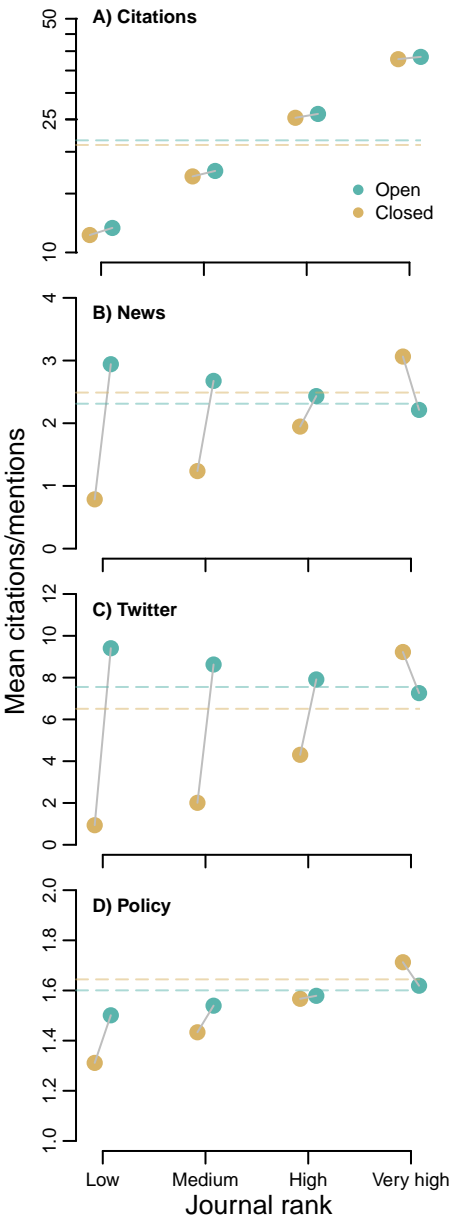 Mean citations/mentions
A) Citations
50
25
10
Open
Closed
B) News
4
3
2
1
0
C) Twitter
12
10
8
6
4
2
0
D) Policy
2.0
1.8
1.6
1.4
1.2
1.0
Low Medium High Very high
Journal rank